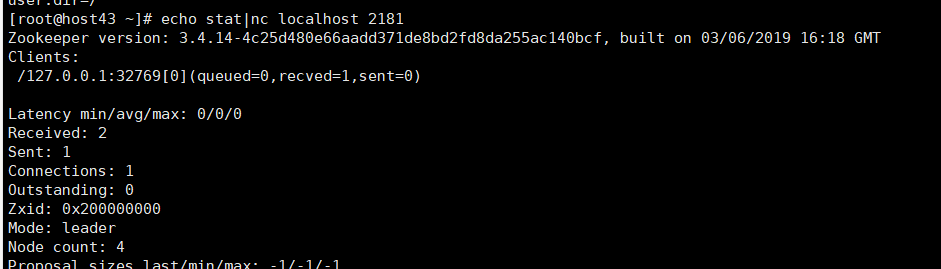 user.dir=/
[root@host43 ~]# echo stat|nc localhost 2181
Zookeeper version: 3.4.14-4c25d480e66aadd371de8bd2fd8da255ac140bcf, built on 03/06/2019 16:18 GMT
Clients:
 /127.0.0.1:32769[0](queued=0,recved=1,sent=0)

Latency min/avg/max: 0/0/0
Received: 2
Sent: 1
Connections: 1
Outstanding: 0
Zxid: 0x200000000
Mode: leader
Node count: 4
Proposal sizes last/min/max: -1/-1/-1